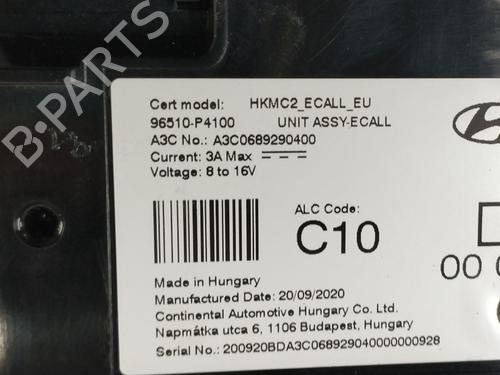 Cert model: HKMC2_ECALL_EU
96510-P4100 UNIT ASSY-ECALL
A3C No.: A3C0689290400
Current: 3A Max
Voltage: 8 to 16V
ALC Code:
C10
00
Made in Hungary
Manufactured Date: 20/09/2020
Continental Automotive Hungary Co. Ltd.
Napmátka utca 6, 1106 Budapest, Hungary
Serial No.: 200920BDA3C068929040000000928
B-PARTS